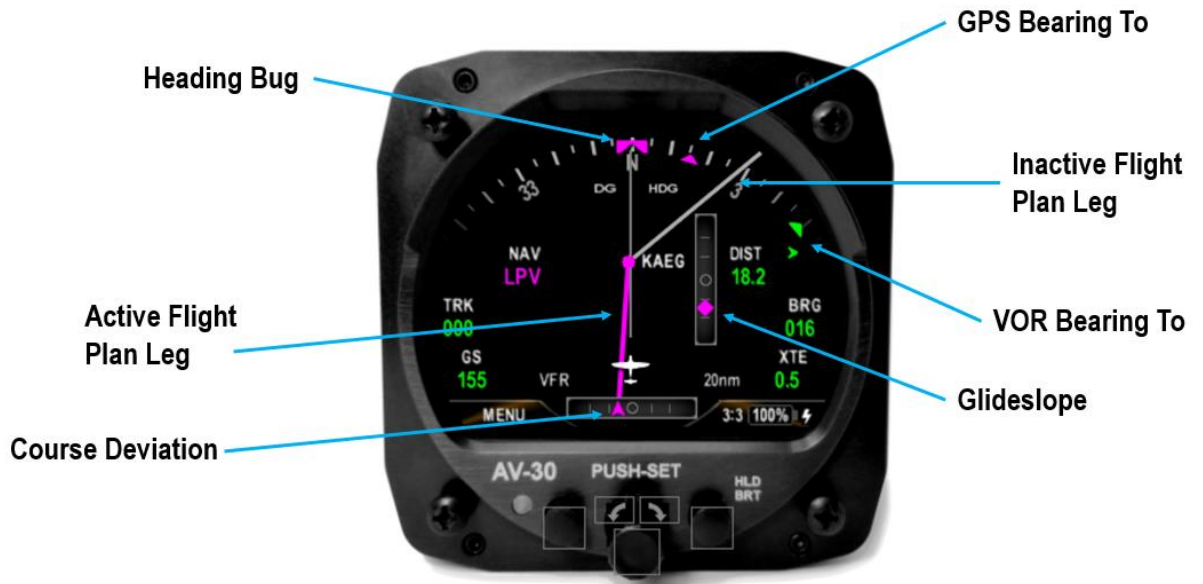 GPS Bearing To
Heading Bug
N
33
3
DG
HDG
Inactive Flight
Plan Leg
NAV
LPV
KAEG
DIST
18.2
TRK
000
BRG
016
VOR Bearing To
Active Flight
Plan Leg
GS
155
VFR
20nm
XTE
0.5
Glideslope
MENU
3:3
100%
Course Deviation
AV-30
PUSH-SET
HLD
BRT